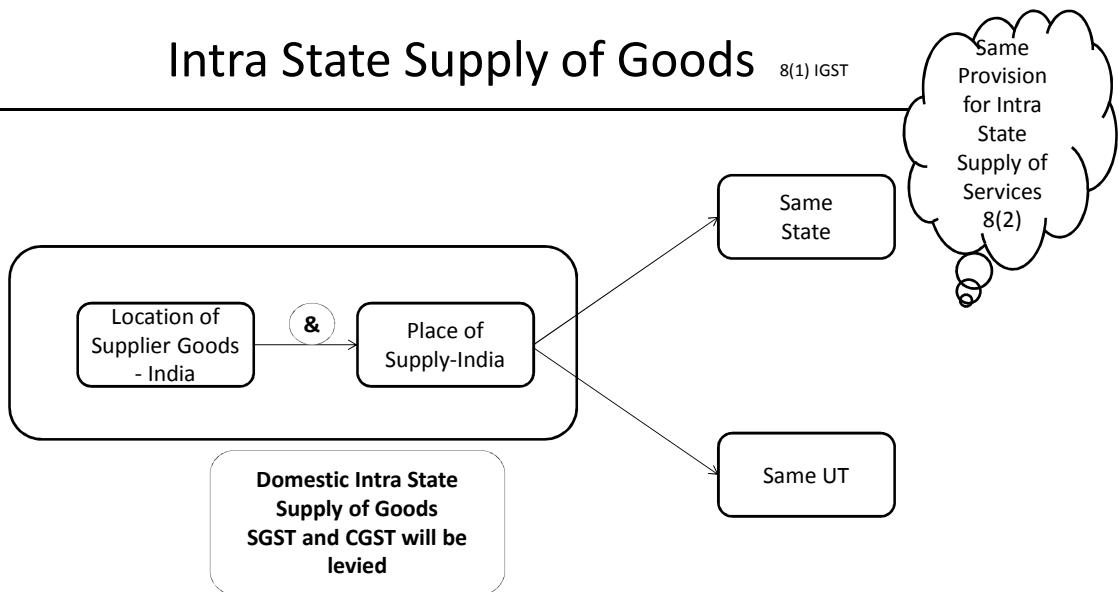 Intra State Supply of Goods 8(1) IGST
Same
Provision
for Intra
State
Supply of
Services
8(2)
Same
State
Location of
Supplier Goods
- India
&
Place of
Supply-India
Same UT
Domestic Intra State
Supply of Goods
SGST and CGST will be
levied